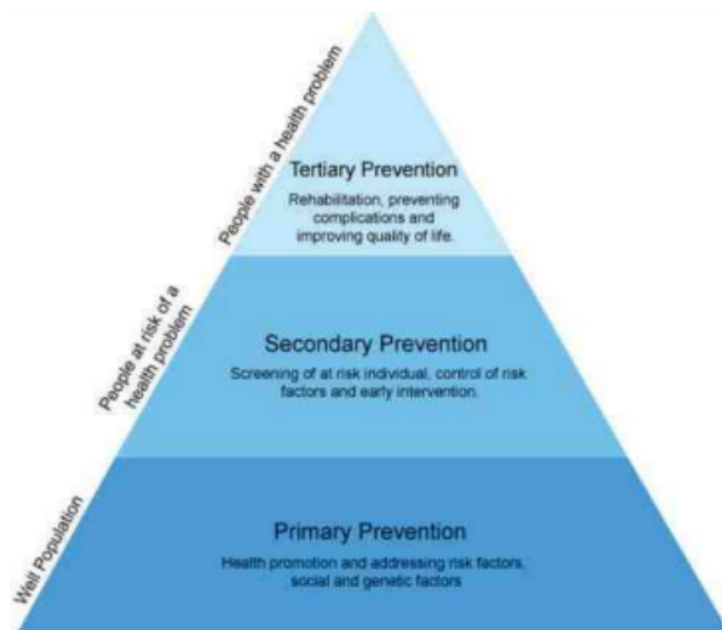 People with a health problem
Tertiary Prevention
Rehabilitation, preventing
complications and
improving quality of life.
People at risk of a
health problem
Secondary Prevention
Screening of at risk individual, control of risk
factors and early intervention.
Well Population
Primary Prevention
Health promotion and addressing risk factors,
social and genetic factors